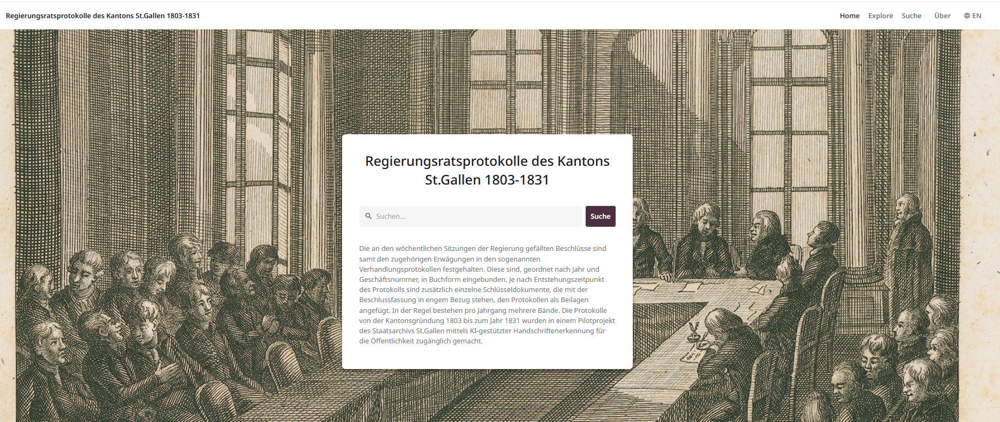 Regierungsratsprotokolle des Kantons St.Gallen 1803-1831
Home Explore Suche Über EN
Regierungsratsprotokolle des Kantons
St.Gallen 1803-1831
Suchen...
Suche
Die an den wöchentlichen Sitzungen der Regierung gefällten Beschlüsse sind
samt den zugehörigen Erwägungen in den sogenannten
Verhandlungsprotokollen festgehalten. Diese sind, geordnet nach Jahr und
Geschäftsnummer, in Buchform eingebunden. Je nach Entstehungszeitpunkt
des Protokolls sind zusätzlich einzelne Schlüsseldokumente, die mit der
Beschlussfassung in engem Bezug stehen, den Protokollen als Beilagen
angefügt. In der Regel bestehen pro Jahrgang mehrere Bände. Die Protokolle
von der Kantonsgründung 1803 bis zum Jahr 1831 wurden in einem Pilotprojekt
des Staatsarchivs St.Gallen mittels KI-gestützter Handschriftenerkennung für
die Öffentlichkeit zugänglich gemacht.